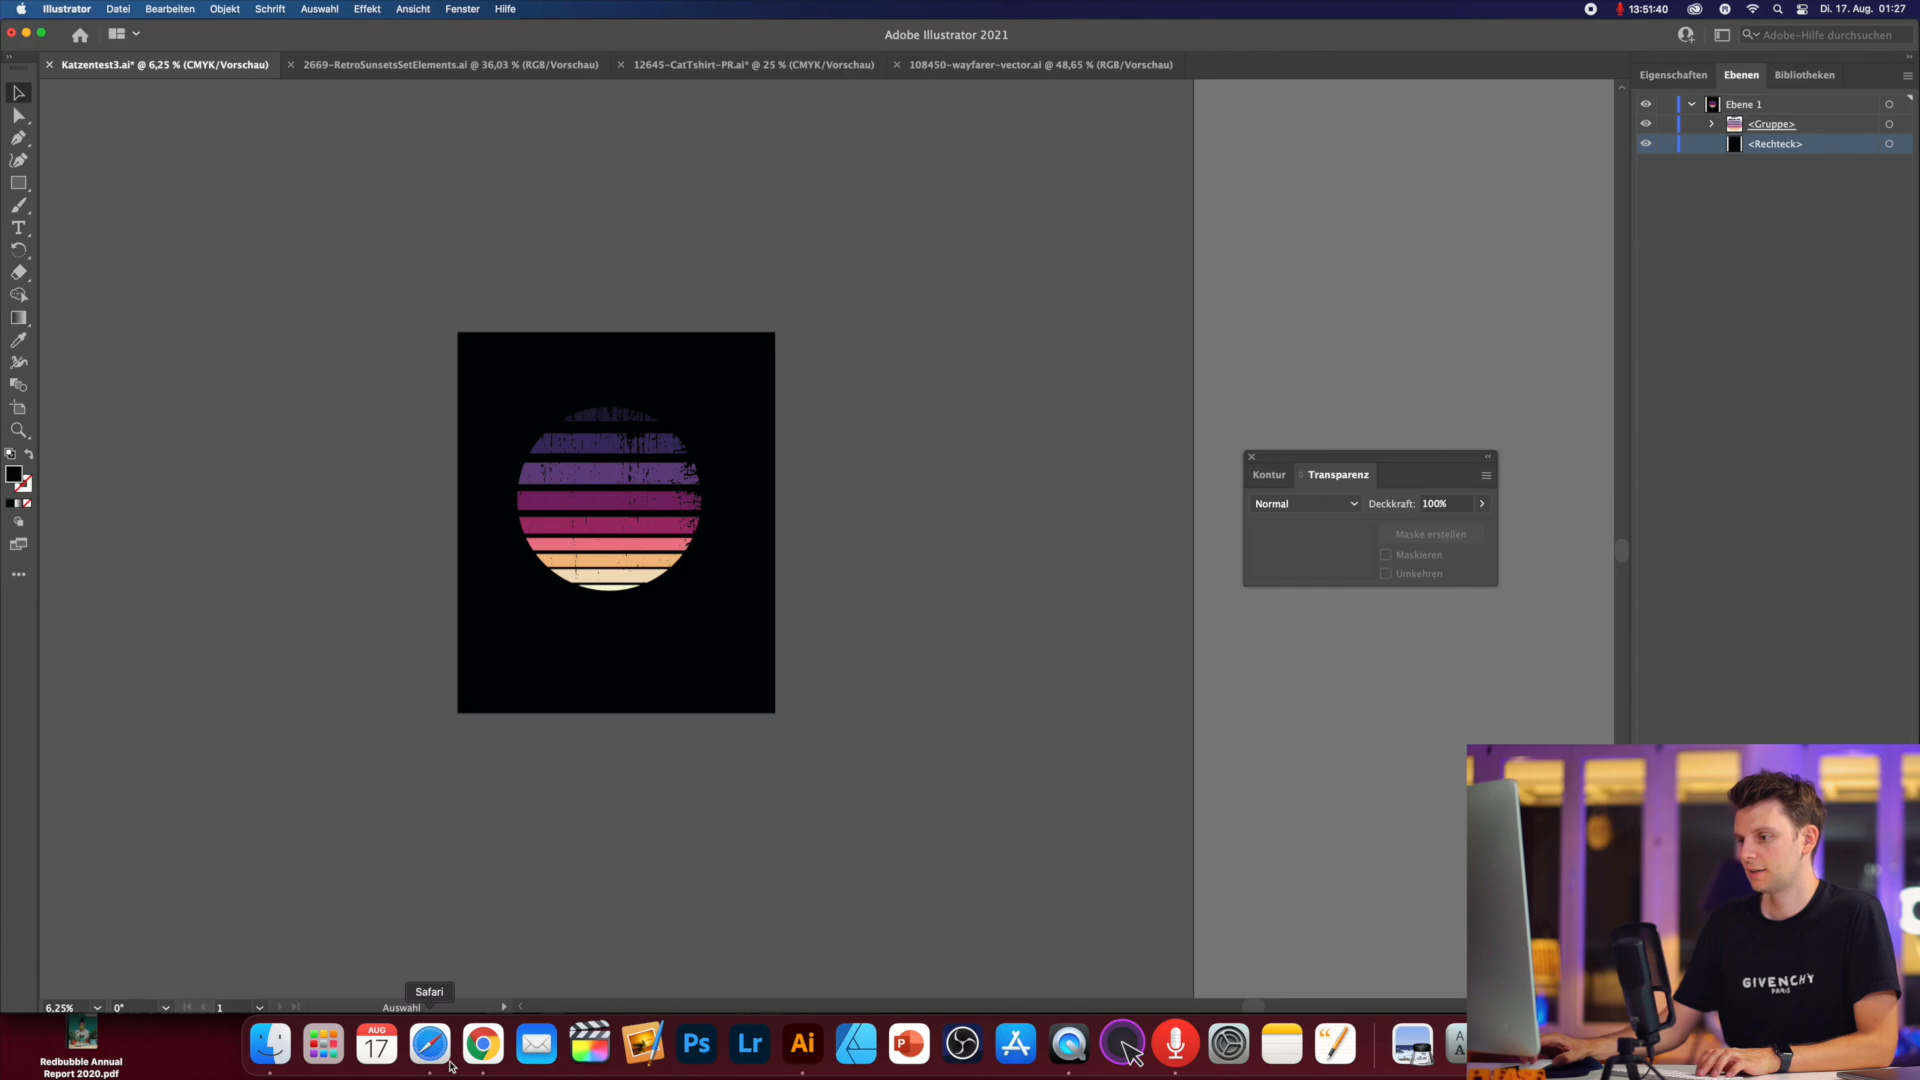 Illustrator Datei Bearbeiten Objekt Schrift Auswahl Effekt Ansicht Fenster Hilfe
13:51:40
Di. 17. Aug. 01:27
Adobe Illustrator 2021
Adobe-Hilfe durchsuchen
Katzentest3.ai* @ 6,25 % (CMYK/Vorschau)
2669-RetroSunsetsSetElements.ai @ 36,03 % (RGB/Vorschau)
12645-CatTshirt-PR.ai* @ 25 % (CMYK/Vorschau)
108450-wayfarer-vector.ai @ 48,65 % (RGB/Vorschau)
Eigenschaften Ebenen Bibliotheken
Ebene 1
<Gruppe>
<Rechteck>
Kontur Transparenz
Normal Deckkraft: 100%
Maske erstellen
Maskieren
Umkehren
GIVENCHY
PARIS
Safari
6,25% 0° 1 Auswahl
AUG
17
Ps
Lr
Ai
P
A
Redbubble Annual
Report 2020.pdf